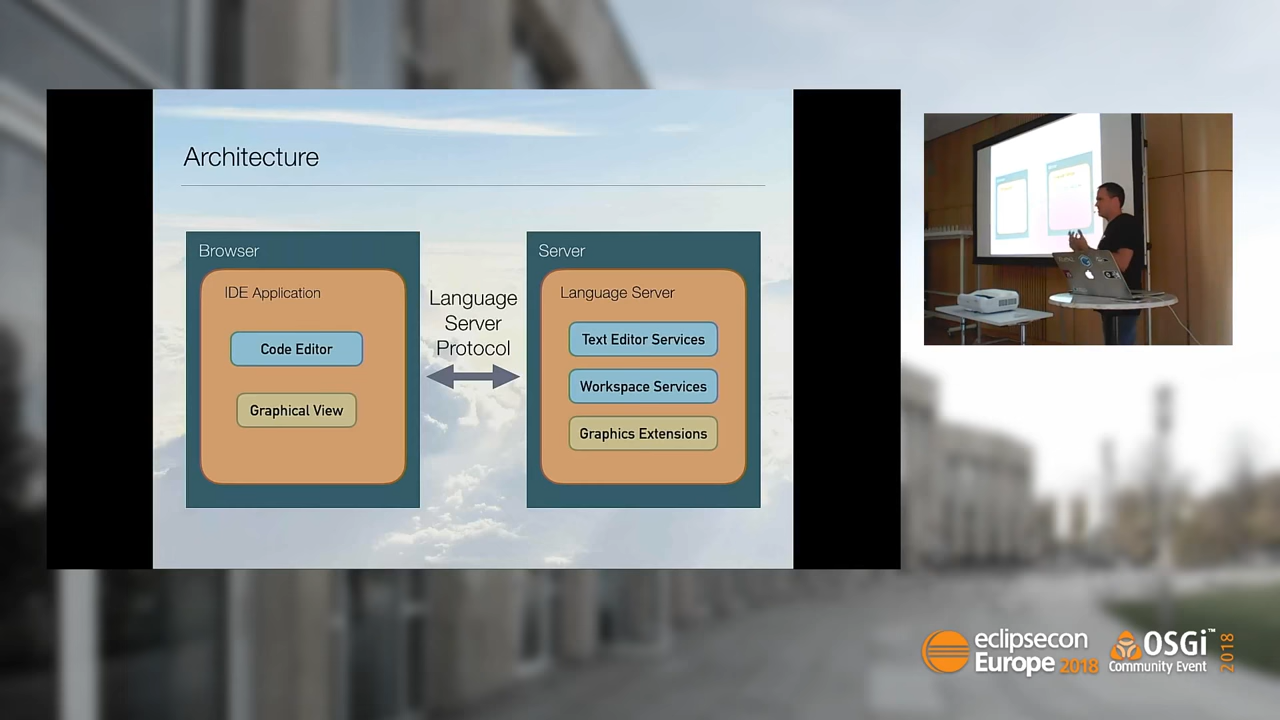 Architecture
Browser
IDE Application
Code Editor
Graphical View
Language
Server
Protocol
Server
Language Server
Text Editor Services
Workspace Services
Graphics Extensions
eclipsecon
Europe 2018
OSGi™
Community Event
2018